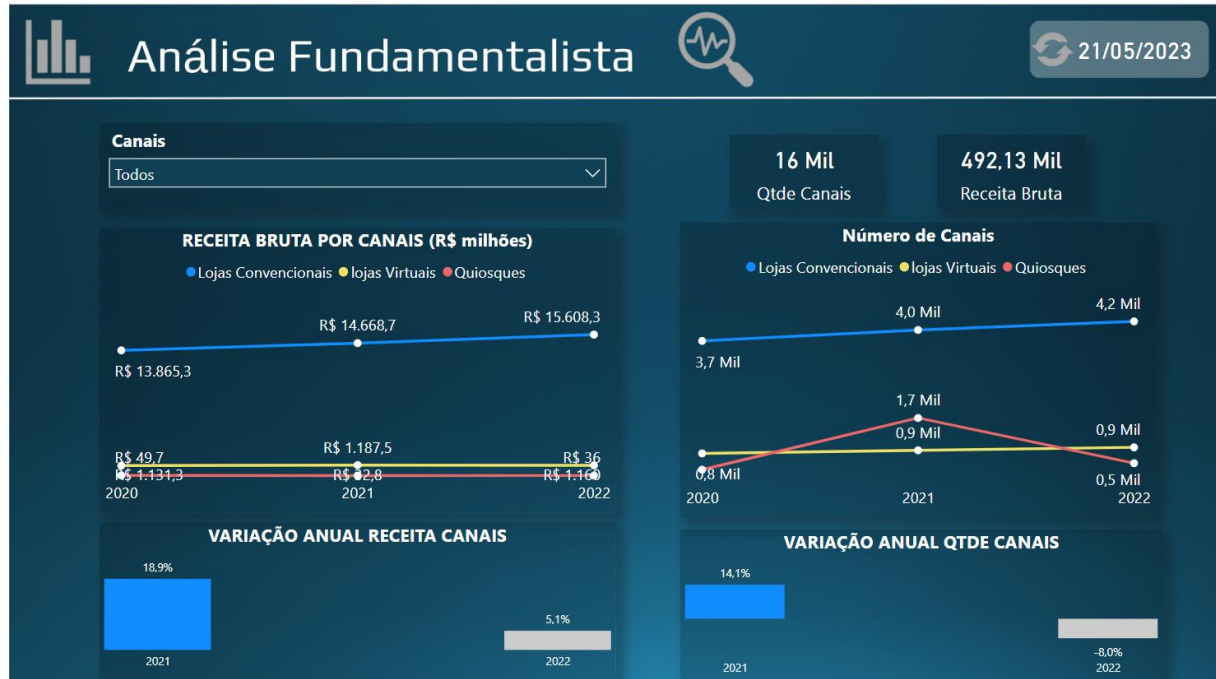 Análise Fundamentalista
21/05/2023
Canais
Todos
16 Mil
Qtde Canais
492,13 Mil
Receita Bruta
RECEITA BRUTA POR CANAIS (R$ milhões)
Lojas Convencionais lojas Virtuais Quiosques
R$ 13.865,3
R$ 14.668,7
R$ 15.608,3
R$ 49,7
R$ 1.187,5
R$ 36
R$ 1.131,3
R$ 1.160
2020 2021 2022
Número de Canais
Lojas Convencionais lojas Virtuais Quiosques
3,7 Mil
4,0 Mil
4,2 Mil
1,7 Mil
0,9 Mil
0,9 Mil
0,8 Mil
0,5 Mil
2020 2021 2022
VARIAÇÃO ANUAL RECEITA CANAIS
18,9%
5,1%
2021 2022
VARIAÇÃO ANUAL QTDE CANAIS
14,1%
-8,0%
2021 2022